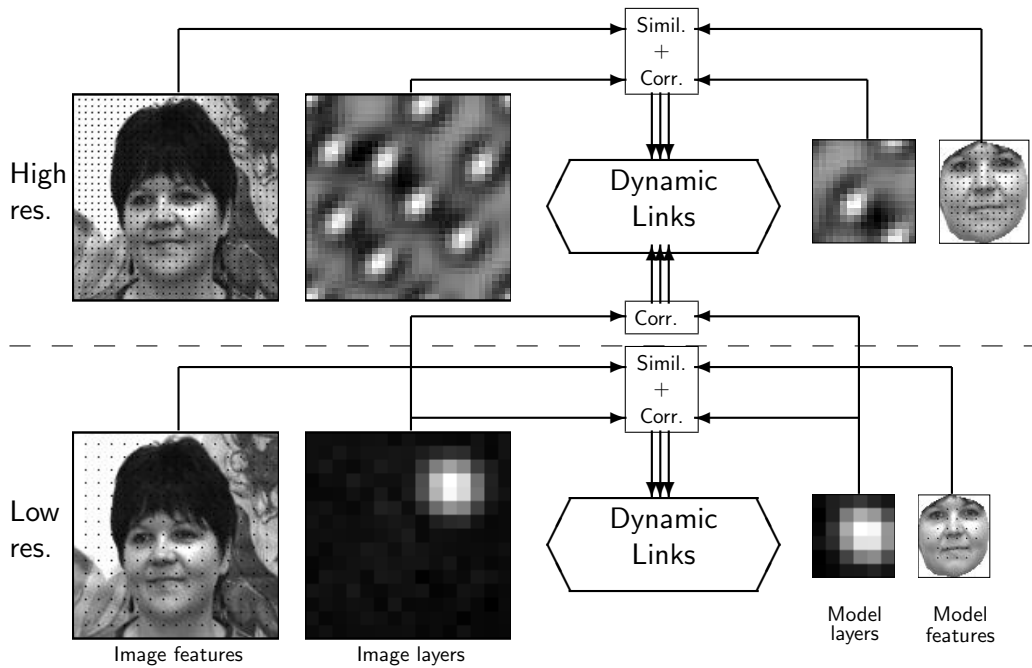 Simil.
+
Corr.
High
res.
Dynamic
Links
Corr.
Simil.
+
Corr.
Low
res.
Dynamic
Links
Model
layers
Model
features
Image features
Image layers